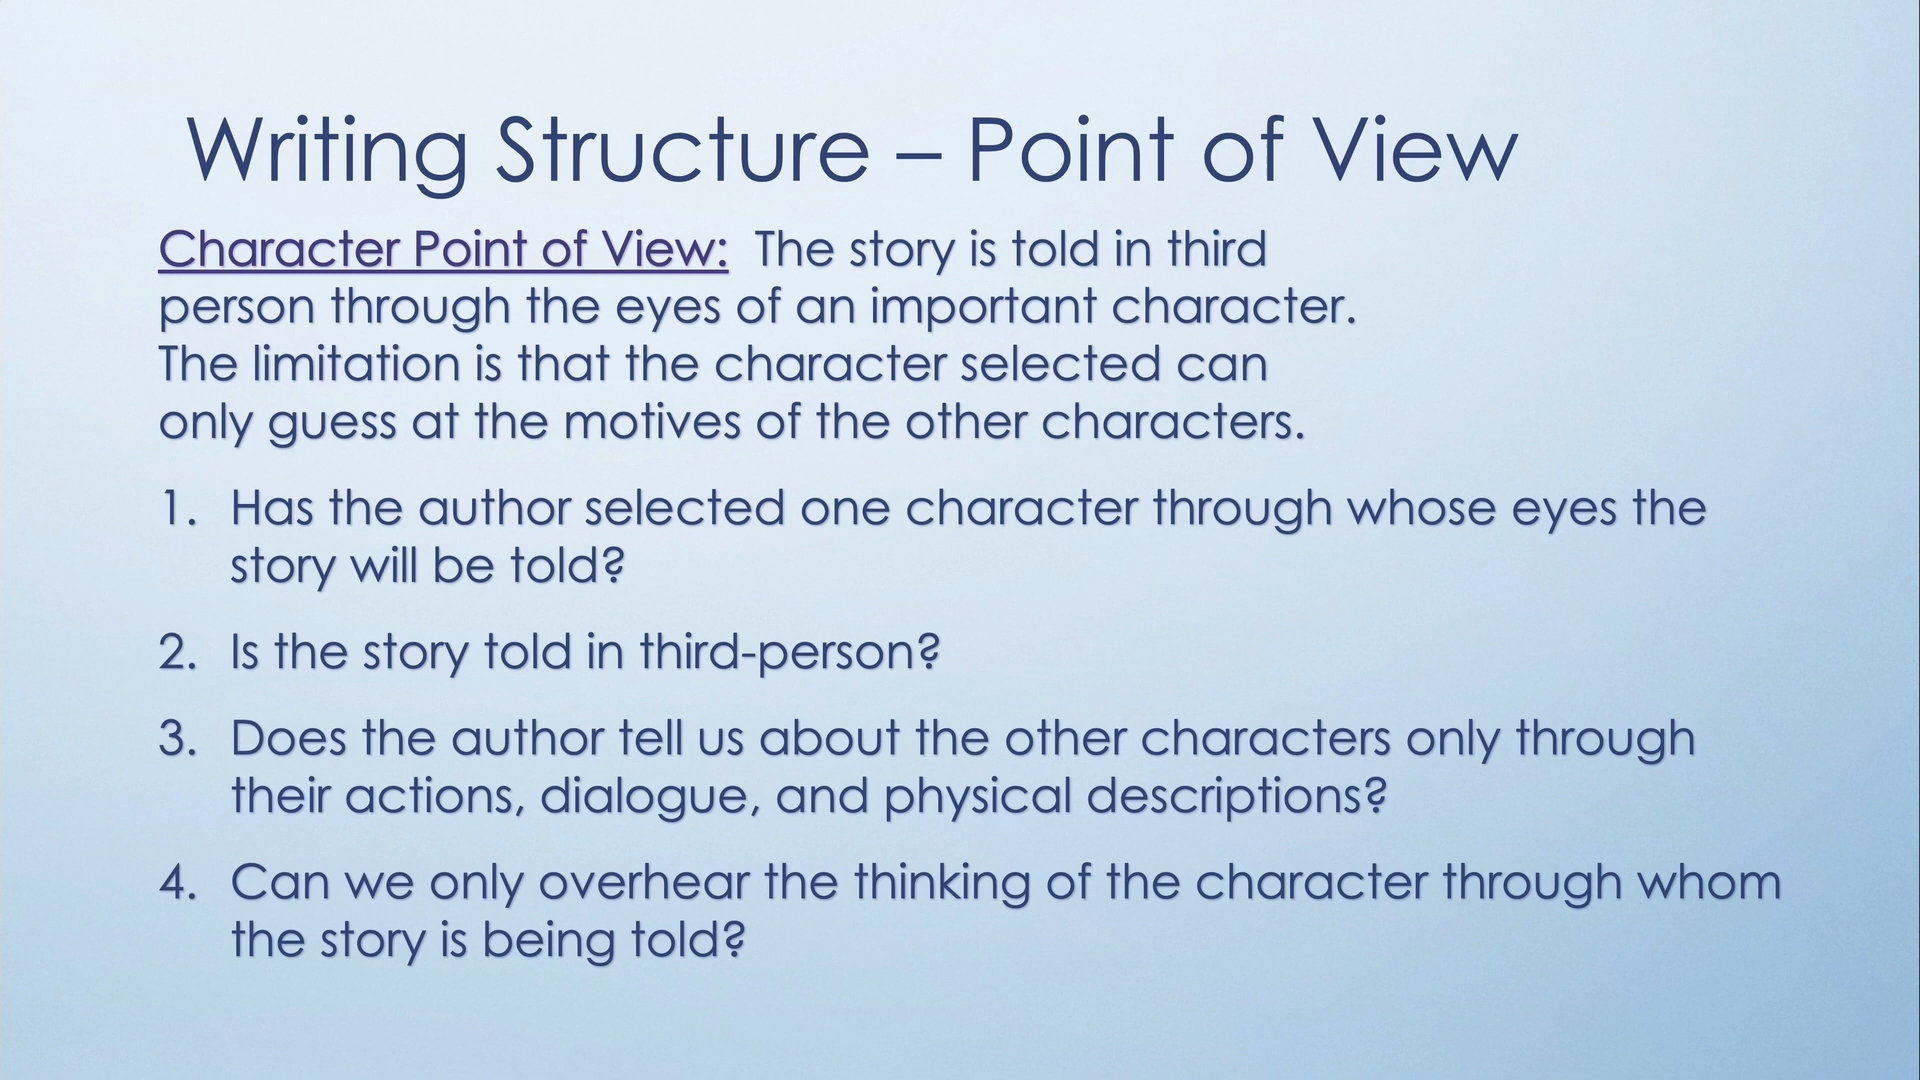 Writing Structure – Point of View
Character Point of View:  The story is told in third
person through the eyes of an important character.
The limitation is that the character selected can
only guess at the motives of the other characters.
1. Has the author selected one character through whose eyes the
story will be told?
2. Is the story told in third-person?
3. Does the author tell us about the other characters only through
their actions, dialogue, and physical descriptions?
4. Can we only overhear the thinking of the character through whom
the story is being told?